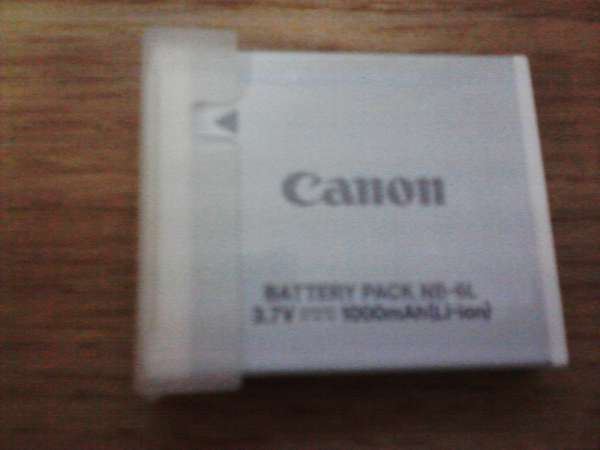 Canon
BATTERY PACK NB-6L
3.7V ⎓ 1000mAh(Li-ion)